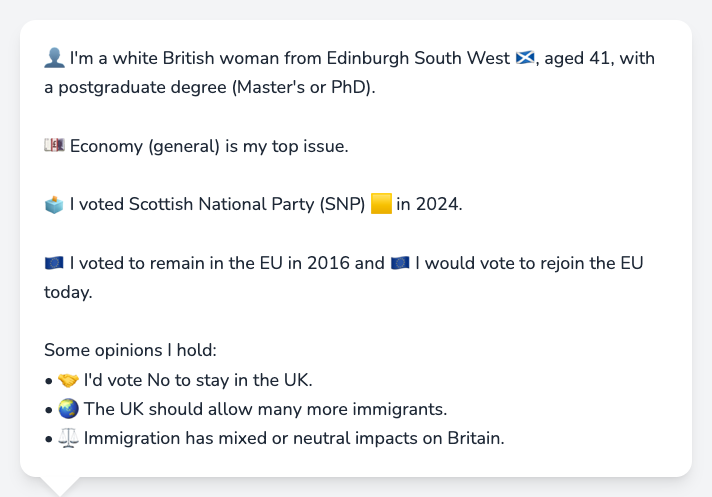 👤 I'm a white British woman from Edinburgh South West 🏴󠁧󠁢󠁳󠁣󠁴󠁿, aged 41, with
a postgraduate degree (Master's or PhD).
💷 Economy (general) is my top issue.
🗳️ I voted Scottish National Party (SNP) 🟨 in 2024.
🇪🇺 I voted to remain in the EU in 2016 and 🇪🇺 I would vote to rejoin the EU
today.
Some opinions I hold:
• 🤝 I'd vote No to stay in the UK.
• 🌏 The UK should allow many more immigrants.
• ⚖️ Immigration has mixed or neutral impacts on Britain.